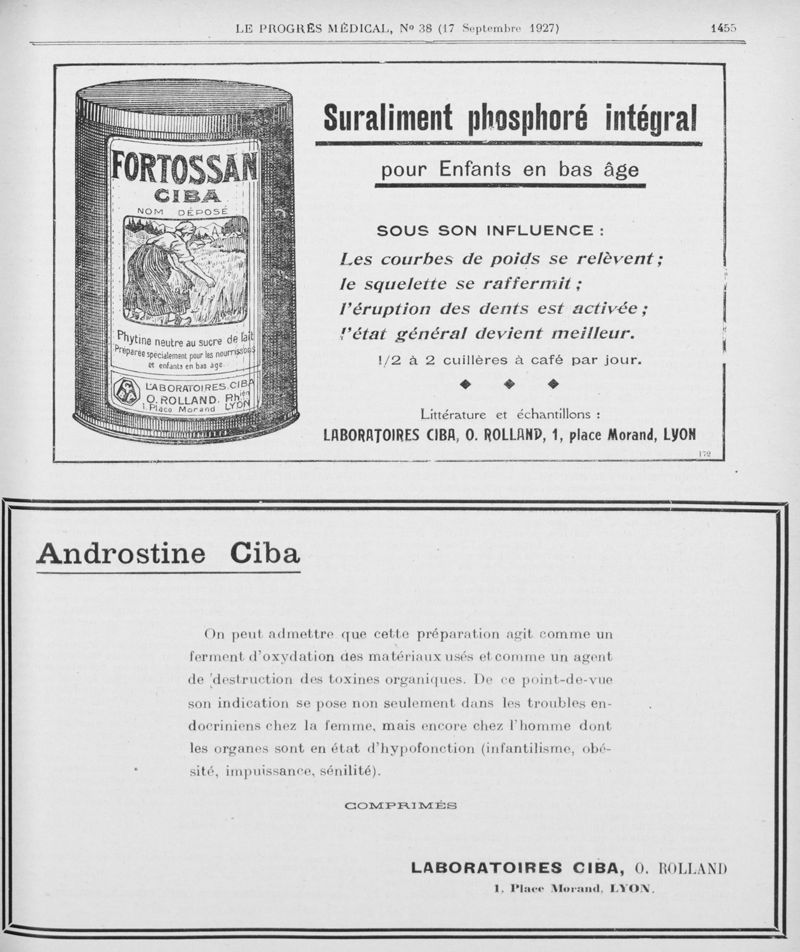 LE PROGRÈS MÉDICAL, No 38 (17 Septembre 1927)
1455
FORTOSSAN
CIBA
NOM DÉPOSÉ
Phytine neutre au sucre de lait
Préparée spécialement pour les nourrissons
et enfants en bas âge
LABORATOIRES CIBA
O. ROLLAND. Phien
1 Place Morand LYON
Suraliment phosphoré intégral
pour Enfants en bas âge
SOUS SON INFLUENCE :
Les courbes de poids se relèvent ;
le squelette se raffermit ;
l'éruption des dents est activée ;
l'état général devient meilleur.
1/2 à 2 cuillères à café par jour.
Littérature et échantillons :
LABORATOIRES CIBA, O. ROLLAND, 1, place Morand, LYON
172
Androstine Ciba
On peut admettre que cette préparation agit comme un
ferment d'oxydation des matériaux usés et comme un agent
de destruction des toxines organiques. De ce point-de-vue
son indication se pose non seulement dans les troubles en-
docriniens chez la femme, mais encore chez l'homme dont
les organes sont en état d'hypofonction (infantilisme, obé-
sité, impuissance, sénilité).
COMPRIMÉS
LABORATOIRES CIBA, O. ROLLAND
1, Place Morand, LYON.